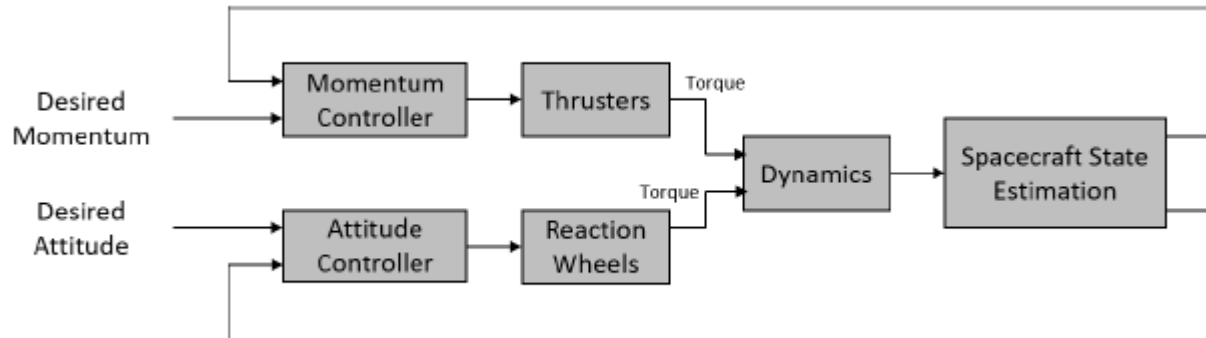 Desired
Momentum
Momentum
Controller
Thrusters
Torque
Dynamics
Spacecraft State
Estimation
Desired
Attitude
Attitude
Controller
Reaction
Wheels
Torque